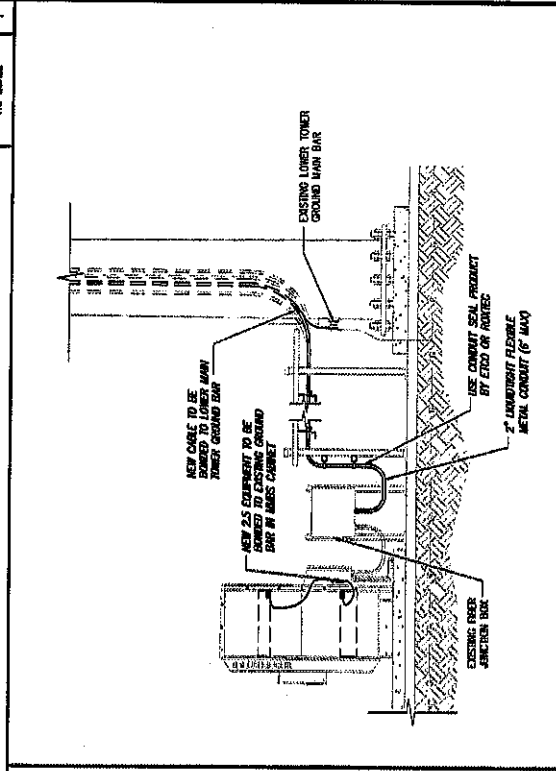 NEW CABLE TO BE
BONDED TO LOWER MAIN
TOWER GROUND BAR
NEW 2.5 EQUIPMENT TO BE
BONDED TO EXISTING GROUND
BAR IN MMBS CABINET
EXISTING LOWER TOWER
GROUND MAIN BAR
USE CONDUIT SEAL PRODUCT
BY ETCO OR ROXTEC
2" LIQUIDTIGHT FLEXIBLE
METAL CONDUIT (6' MAX)
EXISTING FIBER
JUNCTION BOX